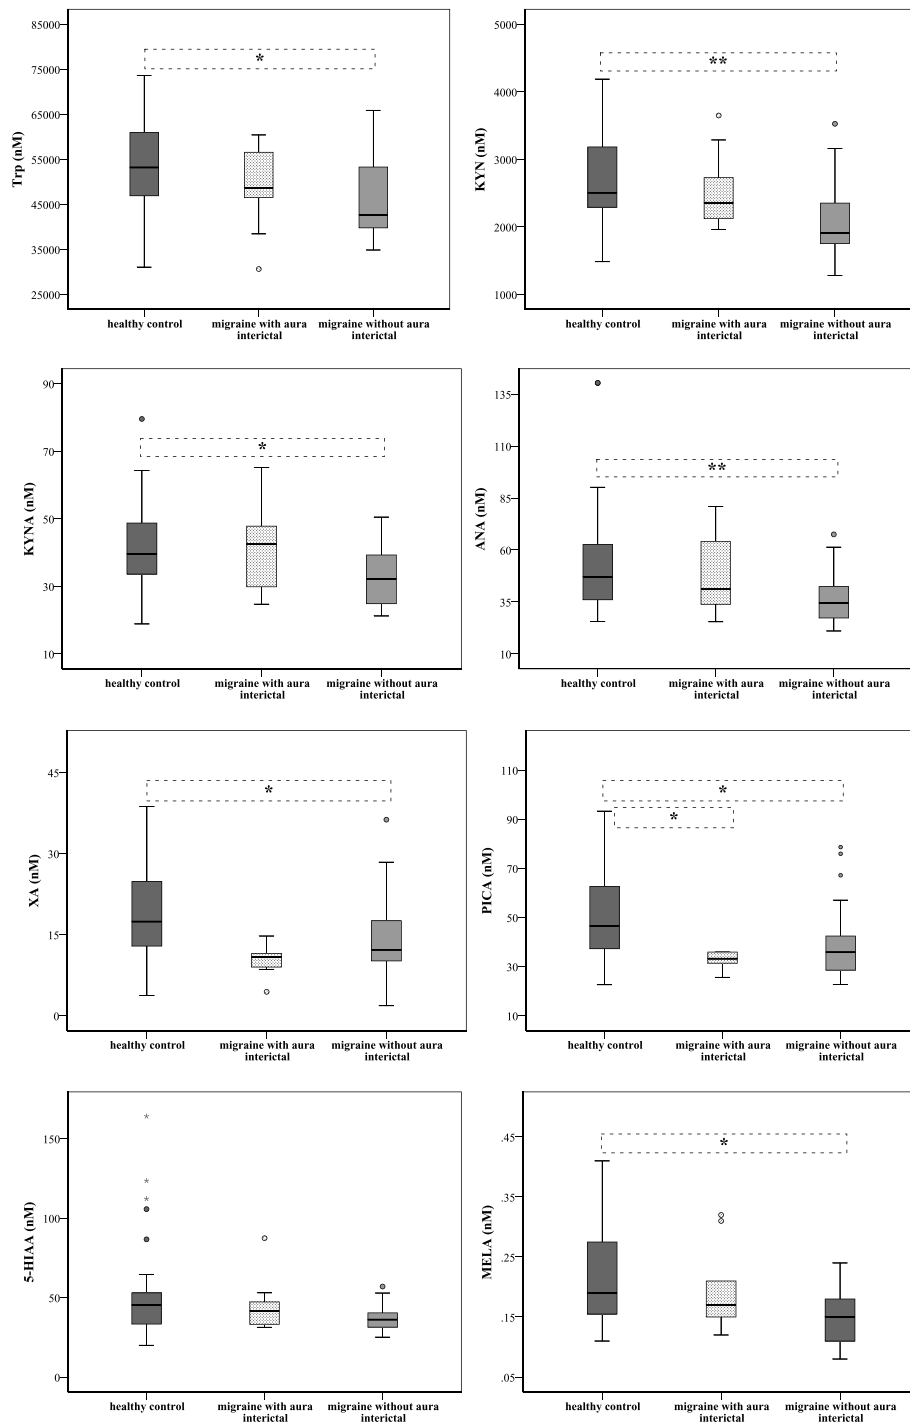 85000
75000
65000
55000
45000
35000
25000
Trp (nM)
*
healthy control
migraine with aura
interictal
migraine without aura
interictal
5000
4000
3000
2000
1000
KYN (nM)
**
healthy control
migraine with aura
interictal
migraine without aura
interictal
90
70
50
30
10
KYNA (nM)
*
healthy control
migraine with aura
interictal
migraine without aura
interictal
135
110
85
60
35
10
ANA (nM)
**
healthy control
migraine with aura
interictal
migraine without aura
interictal
45
30
15
0
XA (nM)
*
healthy control
migraine with aura
interictal
migraine without aura
interictal
110
90
70
50
30
10
PICA (nM)
*
*
healthy control
migraine with aura
interictal
migraine without aura
interictal
150
100
50
0
5-HIAA (nM)
healthy control
migraine with aura
interictal
migraine without aura
interictal
.45
.35
.25
.15
.05
MELA (nM)
*
healthy control
migraine with aura
interictal
migraine without aura
interictal